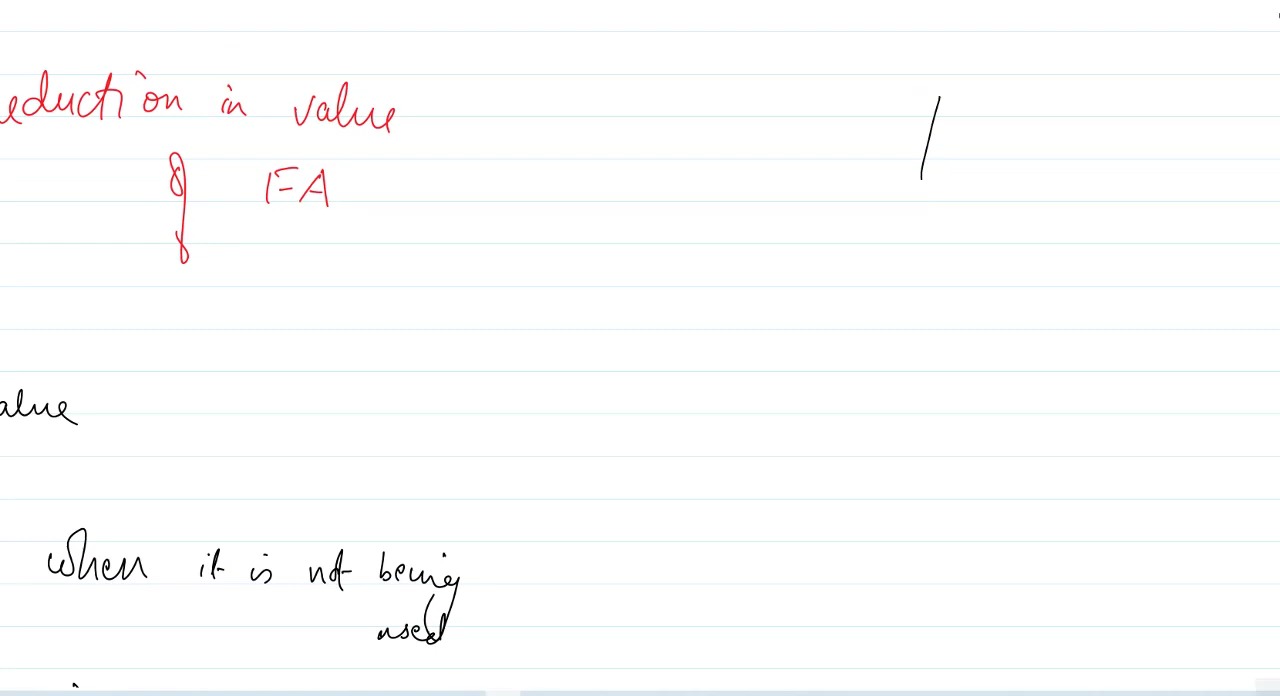 eduction in value
of FA
alue
when it is not being
used